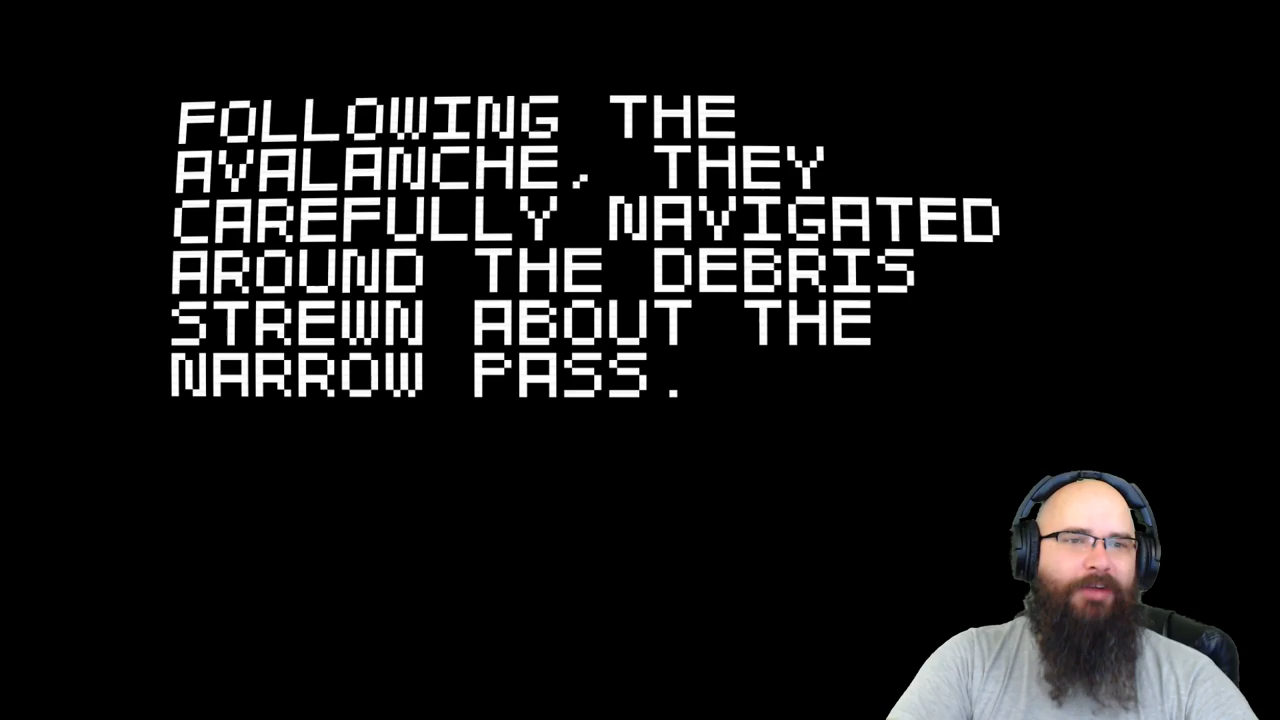 FOLLOWING THE
AVALANCHE, THEY
CAREFULLY NAVIGATED
AROUND THE DEBRIS
STREWN ABOUT THE
NARROW PASS.